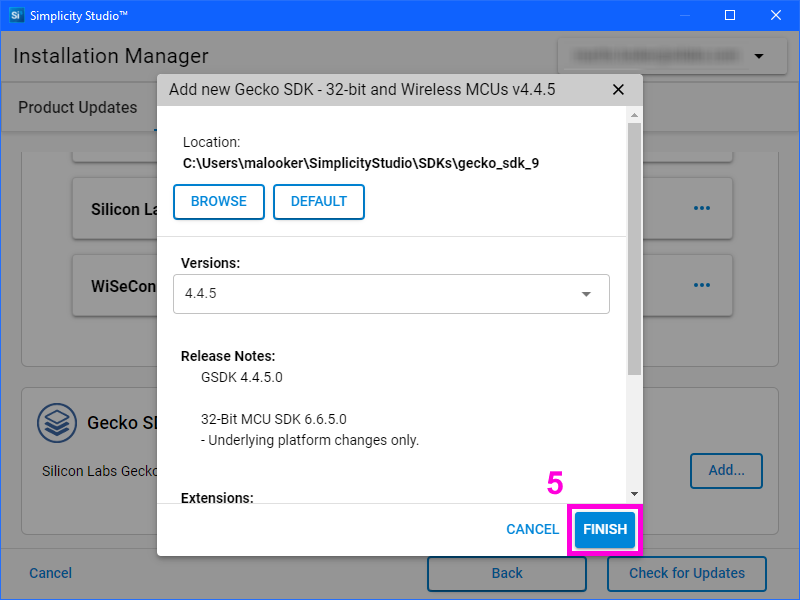 Simplicity Studio™
Installation Manager
Product Updates
Add new Gecko SDK - 32-bit and Wireless MCUs v4.4.5
Location:
C:\Users\malooker\SimplicityStudio\SDKs\gecko_sdk_9
BROWSE DEFAULT
Silicon La
Versions:
WiSeCon
4.4.5
Release Notes:
GSDK 4.4.5.0
32-Bit MCU SDK 6.6.5.0
- Underlying platform changes only.
Gecko SD
Silicon Labs Gecko
Add...
Extensions:
5
CANCEL FINISH
Cancel Back Check for Updates